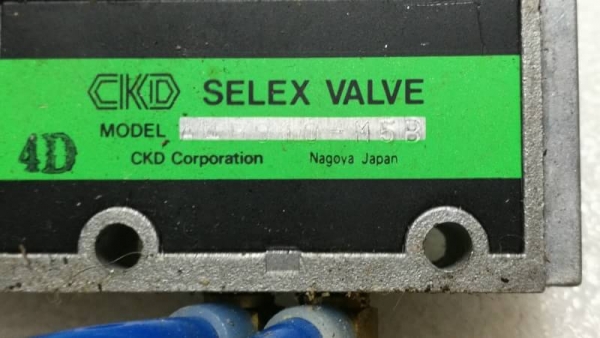 CKD SELEX VALVE
MODEL
4D
CKD Corporation Nagoya Japan